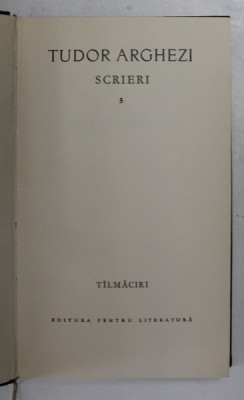 TUDOR ARGHEZI
SCRIERI
5
TÎLMĂCIRI
EDITURA PENTRU LITERATURĂ